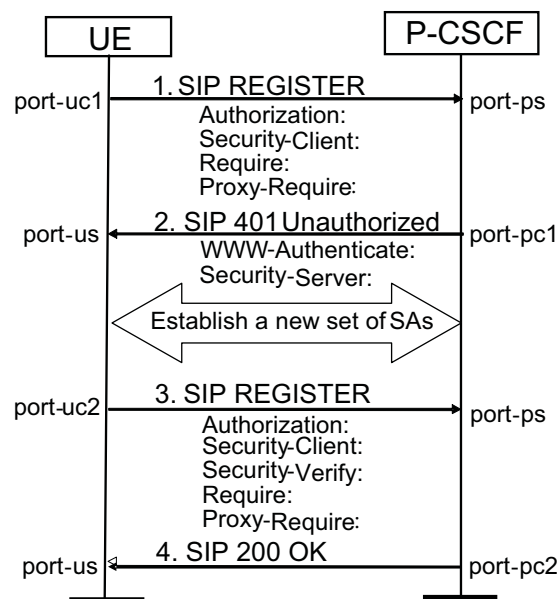 UE
P-CSCF
1. SIP REGISTER
port-uc1
port-ps
Authorization:
Security-Client:
Require:
Proxy-Require:
2. SIP 401 Unauthorized
port-us
port-pc1
WWW-Authenticate:
Security-Server:
Establish a new set of SAs
3. SIP REGISTER
port-uc2
port-ps
Authorization:
Security-Client:
Security-Verify:
Require:
Proxy-Require:
4. SIP 200 OK
port-us
port-pc2